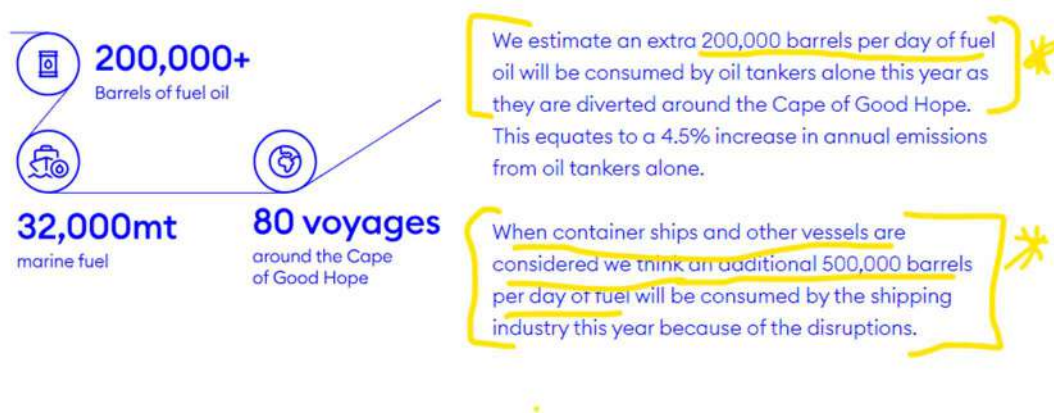 200,000+
Barrels of fuel oil
32,000mt
marine fuel
80 voyages
around the Cape
of Good Hope
We estimate an extra 200,000 barrels per day of fuel
oil will be consumed by oil tankers alone this year as
they are diverted around the Cape of Good Hope.
This equates to a 4.5% increase in annual emissions
from oil tankers alone.
When container ships and other vessels are
considered we think an additional 500,000 barrels
per day of fuel will be consumed by the shipping
industry this year because of the disruptions.